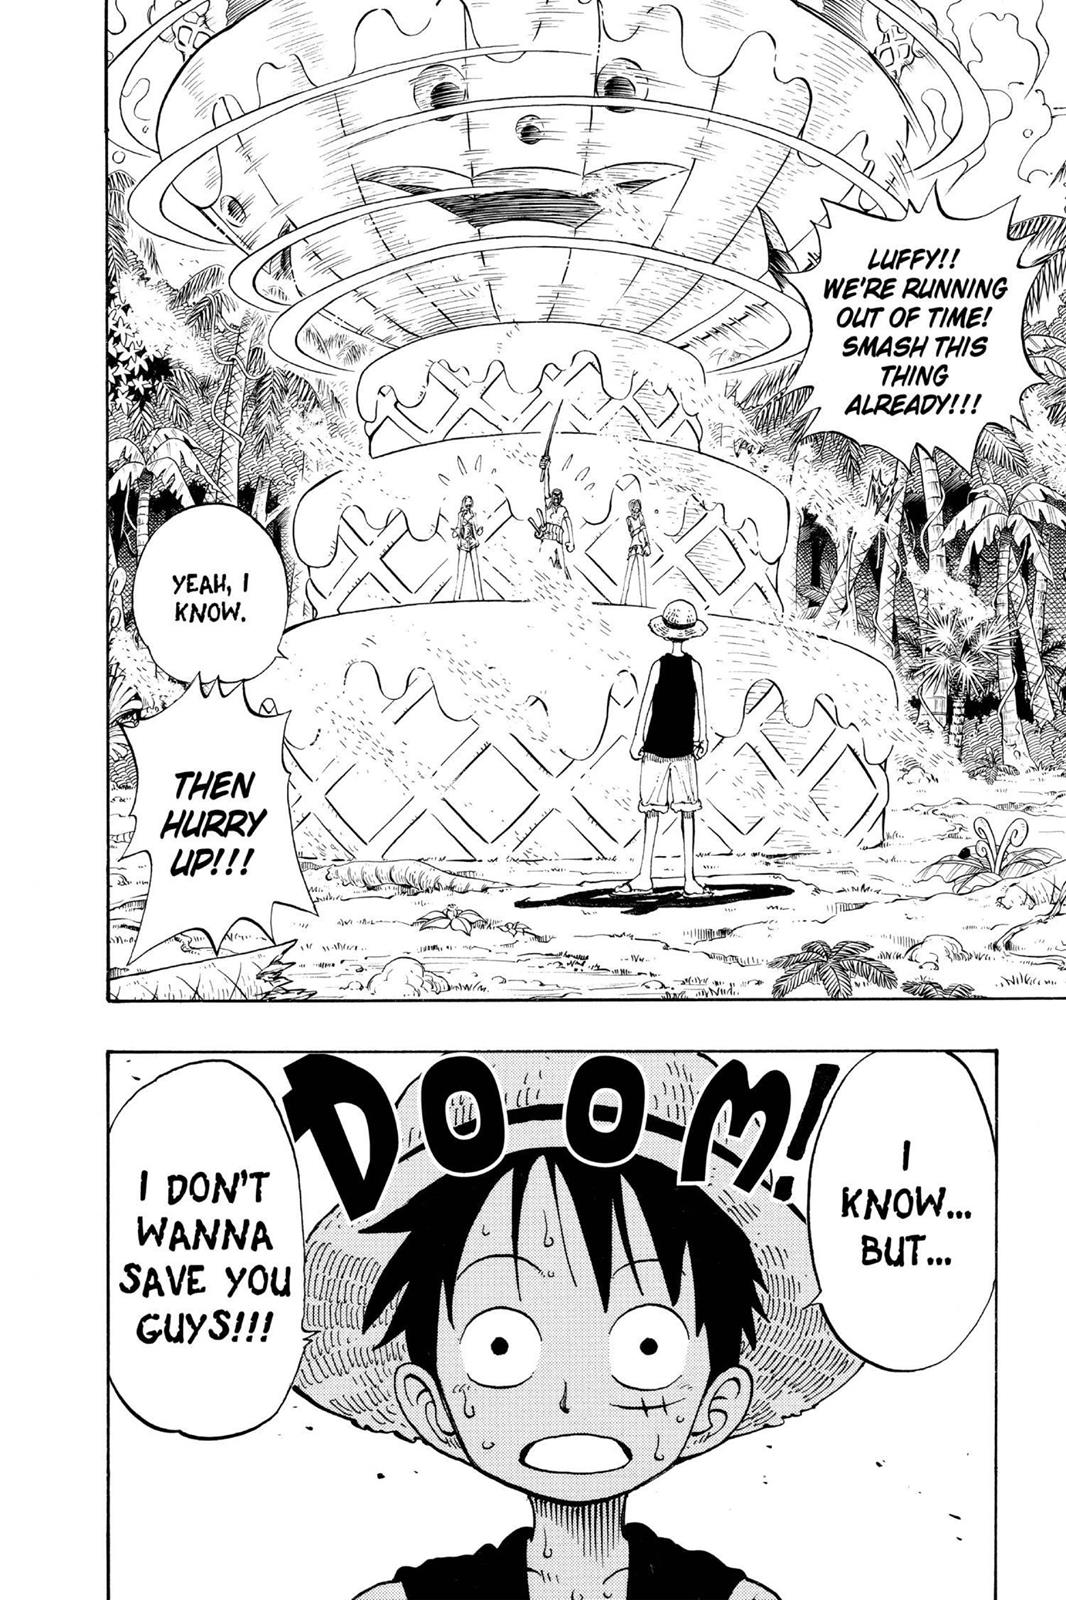 LUFFY!!
WE'RE RUNNING
OUT OF TIME!
SMASH THIS
THING
ALREADY!!!
YEAH, I
KNOW.
THEN
HURRY
UP!!!
DOOM!
I
KNOW...
BUT...
I DON'T
WANNA
SAVE YOU
GUYS!!!